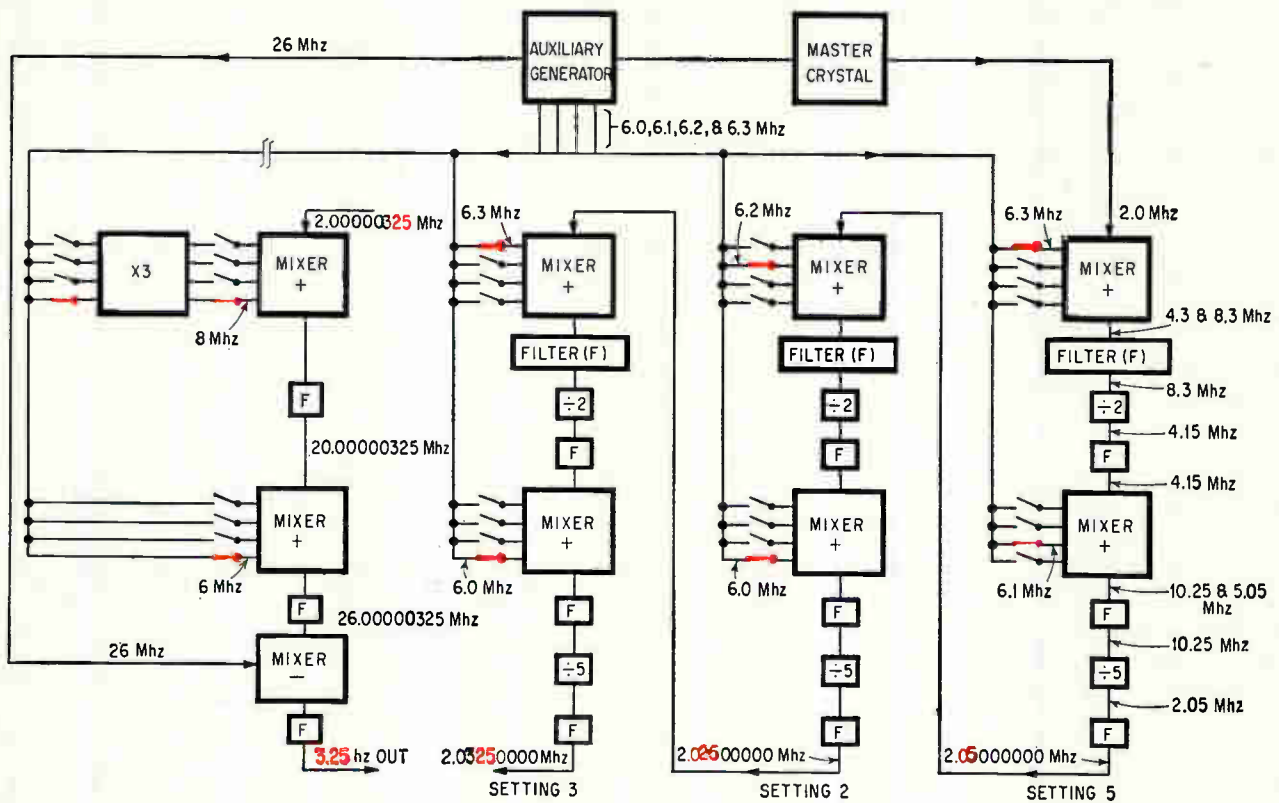 26 Mhz
AUXILIARY
GENERATOR
MASTER
CRYSTAL
6.0, 6.1, 6.2, & 6.3 Mhz
2.00000325 Mhz
X3
MIXER
+
8 Mhz
F
20.00000325 Mhz
MIXER
+
6 Mhz
F
26.00000325 Mhz
26 Mhz
MIXER
−
F
3.25 hz OUT
6.3 Mhz
MIXER
+
FILTER (F)
÷2
F
MIXER
+
6.0 Mhz
F
÷5
F
2.03250000 Mhz
SETTING 3
6.2 Mhz
MIXER
+
FILTER (F)
÷2
F
MIXER
+
6.0 Mhz
F
÷5
F
2.02500000 Mhz
SETTING 2
6.3 Mhz
2.0 Mhz
MIXER
+
4.3 & 8.3 Mhz
FILTER (F)
8.3 Mhz
÷2
4.15 Mhz
F
4.15 Mhz
MIXER
+
6.1 Mhz
10.25 & 5.05
Mhz
F
10.25 Mhz
÷5
2.05 Mhz
F
2.05000000 Mhz
SETTING 5